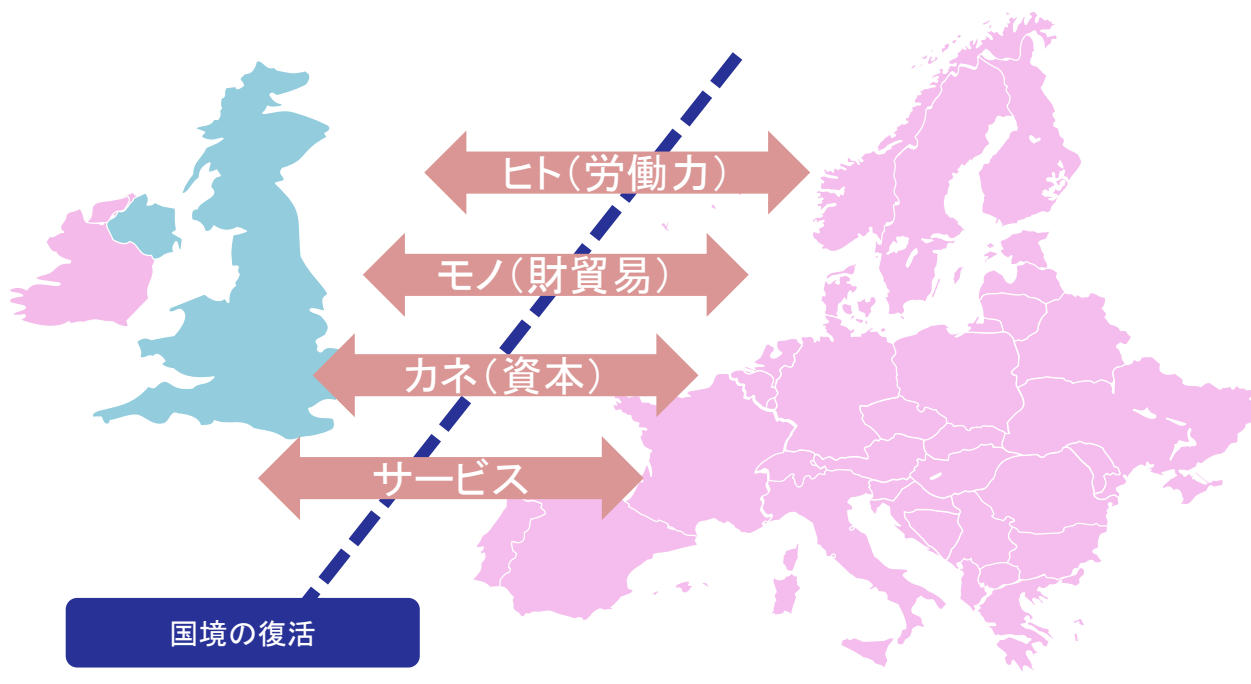 ヒト（労働力）
モノ（財貿易）
カネ（資本）
サービス
国境の復活